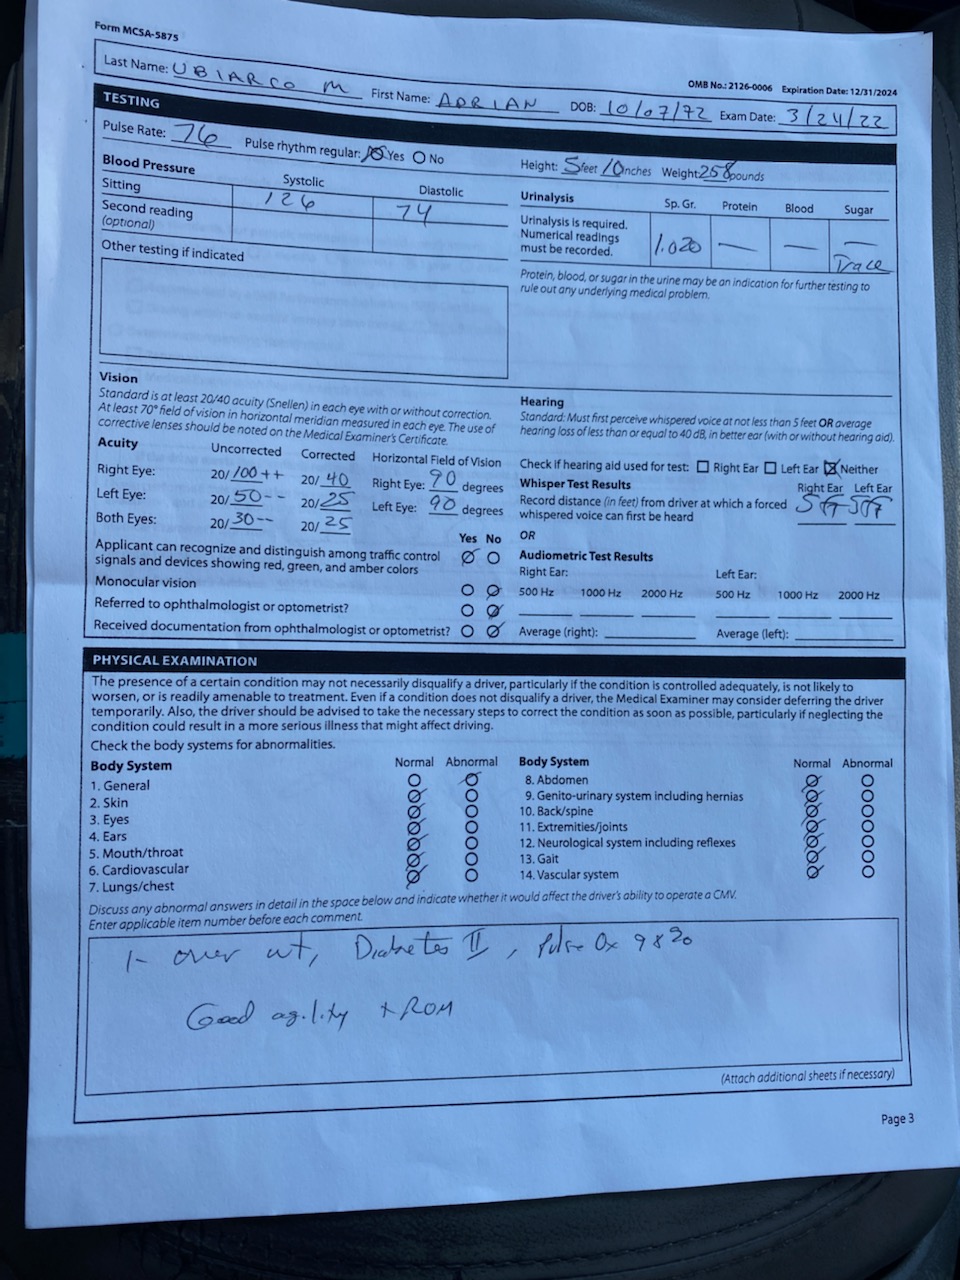 Form MCSA-5875
OMB No.: 2126-0006 Expiration Date: 12/31/2024
Last Name: UBIARCO M First Name: ADRIAN DOB: 10/07/72 Exam Date: 3/24/22
TESTING
Pulse Rate: 76 Pulse rhythm regular: Yes No Height: 5 feet 10 inches Weight: 258 pounds
Blood Pressure Systolic Diastolic
Sitting 126 74
Second reading
(optional)
Other testing if indicated
Urinalysis Sp. Gr. Protein Blood Sugar
Urinalysis is required.
Numerical readings
must be recorded.
1.020 — — —
Trace
Protein, blood, or sugar in the urine may be an indication for further testing to
rule out any underlying medical problem.
Vision
Standard is at least 20/40 acuity (Snellen) in each eye with or without correction.
At least 70° field of vision in horizontal meridian measured in each eye. The use of
corrective lenses should be noted on the Medical Examiner's Certificate.
Acuity Uncorrected Corrected Horizontal Field of Vision
Right Eye: 20/100++ 20/40 Right Eye: 90 degrees
Left Eye: 20/50-- 20/25 Left Eye: 90 degrees
Both Eyes: 20/30-- 20/25
Yes No
Applicant can recognize and distinguish among traffic control
signals and devices showing red, green, and amber colors
Monocular vision
Referred to ophthalmologist or optometrist?
Received documentation from ophthalmologist or optometrist?
Hearing
Standard: Must first perceive whispered voice at not less than 5 feet OR average
hearing loss of less than or equal to 40 dB, in better ear (with or without hearing aid).
Check if hearing aid used for test: Right Ear Left Ear Neither
Whisper Test Results Right Ear Left Ear
Record distance (in feet) from driver at which a forced
whispered voice can first be heard
5ft 5ft
OR
Audiometric Test Results
Right Ear: Left Ear:
500 Hz 1000 Hz 2000 Hz 500 Hz 1000 Hz 2000 Hz
Average (right): Average (left):
PHYSICAL EXAMINATION
The presence of a certain condition may not necessarily disqualify a driver, particularly if the condition is controlled adequately, is not likely to
worsen, or is readily amenable to treatment. Even if a condition does not disqualify a driver, the Medical Examiner may consider deferring the driver
temporarily. Also, the driver should be advised to take the necessary steps to correct the condition as soon as possible, particularly if neglecting the
condition could result in a more serious illness that might affect driving.
Check the body systems for abnormalities.
Body System Normal Abnormal Body System Normal Abnormal
1. General 8. Abdomen
2. Skin 9. Genito-urinary system including hernias
3. Eyes 10. Back/spine
4. Ears 11. Extremities/joints
5. Mouth/throat 12. Neurological system including reflexes
6. Cardiovascular 13. Gait
7. Lungs/chest 14. Vascular system
Discuss any abnormal answers in detail in the space below and indicate whether it would affect the driver's ability to operate a CMV.
Enter applicable item number before each comment.
1- over wt, Diabetes II, Pulse Ox 98%
Good agility + ROM
(Attach additional sheets if necessary)
Page 3